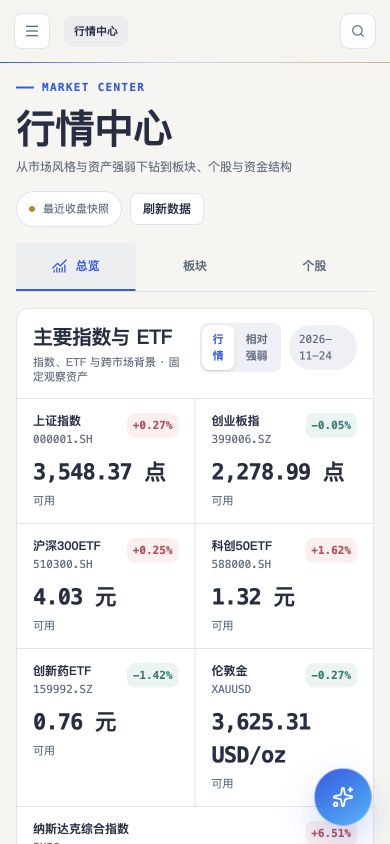 行情中心
MARKET CENTER
行情中心
从市场风格与资产强弱下钻到板块、个股与资金结构
最近收盘快照
刷新数据
总览
板块
个股
主要指数与 ETF
指数、ETF 与跨市场背景 · 固
定观察资产
行
情
相对
强弱
2026-
11-24
上证指数
+0.27%
000001.SH
3,548.37 点
可用
创业板指
-0.05%
399006.SZ
2,278.99 点
可用
沪深300ETF
+0.25%
510300.SH
4.03 元
可用
科创50ETF
+1.62%
588000.SH
1.32 元
可用
创新药ETF
-1.42%
159992.SZ
0.76 元
可用
伦敦金
-0.27%
XAUUSD
3,625.31
USD/oz
可用
纳斯达克综合指数
+6.51%